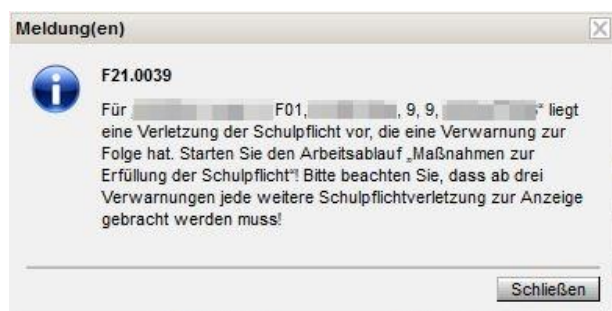 Meldung(en)
F21.0039
Für F01, , 9, 9, “ liegt
eine Verletzung der Schulpflicht vor, die eine Verwarnung zur
Folge hat. Starten Sie den Arbeitsablauf „Maßnahmen zur
Erfüllung der Schulpflicht“! Bitte beachten Sie, dass ab drei
Verwarnungen jede weitere Schulpflichtverletzung zur Anzeige
gebracht werden muss!
Schließen